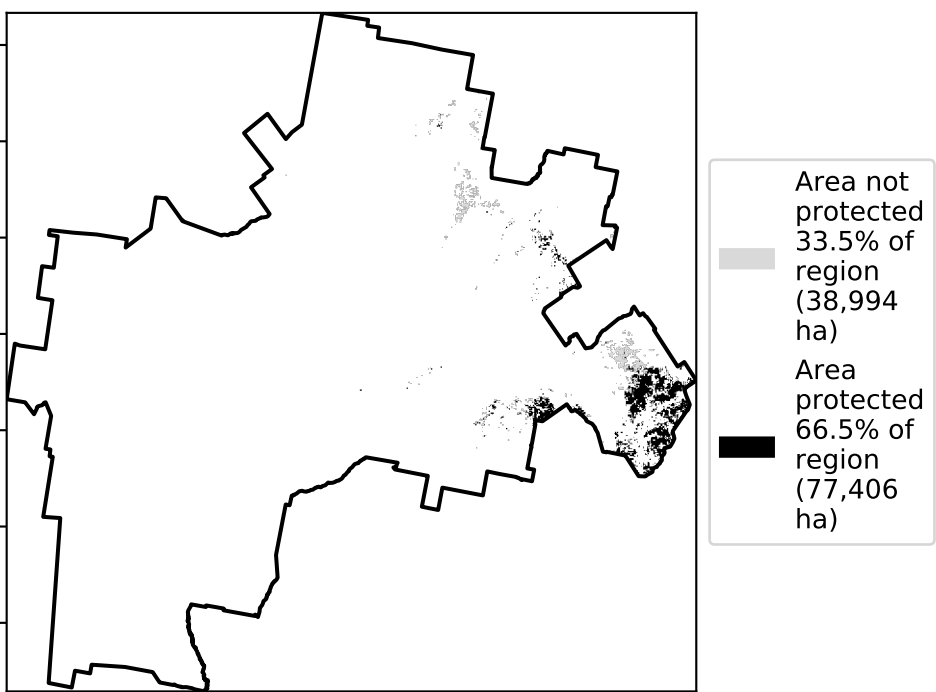 Area not
protected
33.5% of
region
(38,994
ha)
Area
protected
66.5% of
region
(77,406
ha)